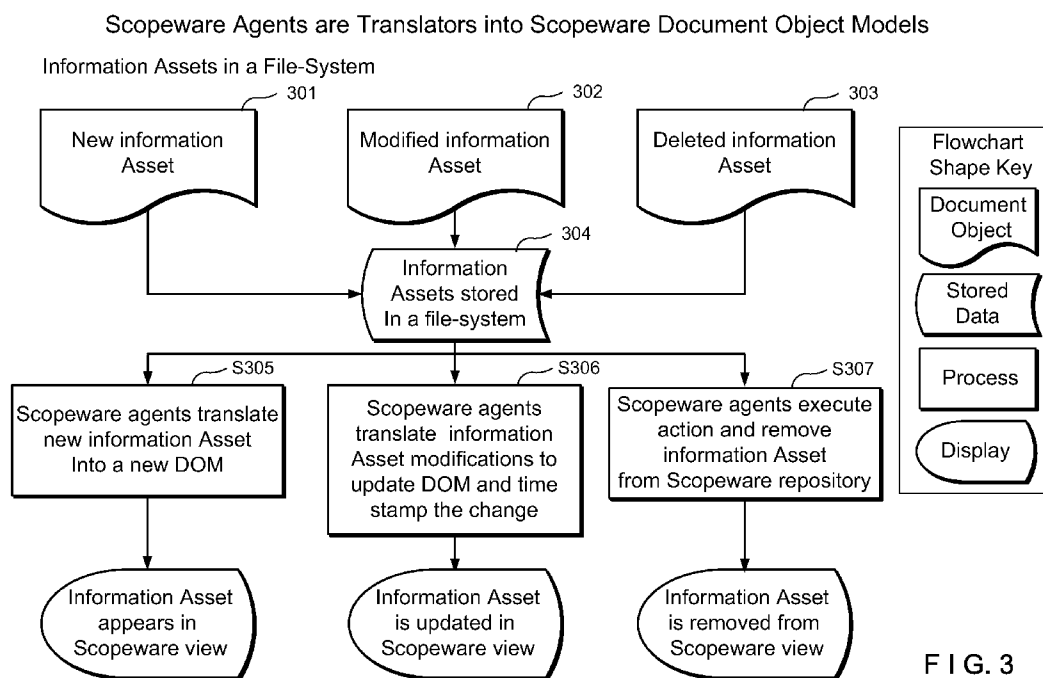 Scopeware Agents are Translators into Scopeware Document Object Models
Information Assets in a File-System
301
302
303
New information
Asset
Modified information
Asset
Deleted information
Asset
304
Information
Assets stored
In a file-system
S305
S306
S307
Scopeware agents translate
new information Asset
Into a new DOM
Scopeware agents
translate information
Asset modifications to
update DOM and time
stamp the change
Scopeware agents execute
action and remove
information Asset
from Scopeware repository
Information Asset
appears in
Scopeware view
Information Asset
is updated in
Scopeware view
Information Asset
is removed from
Scopeware view
Flowchart
Shape Key
Document
Object
Stored
Data
Process
Display
F I G. 3